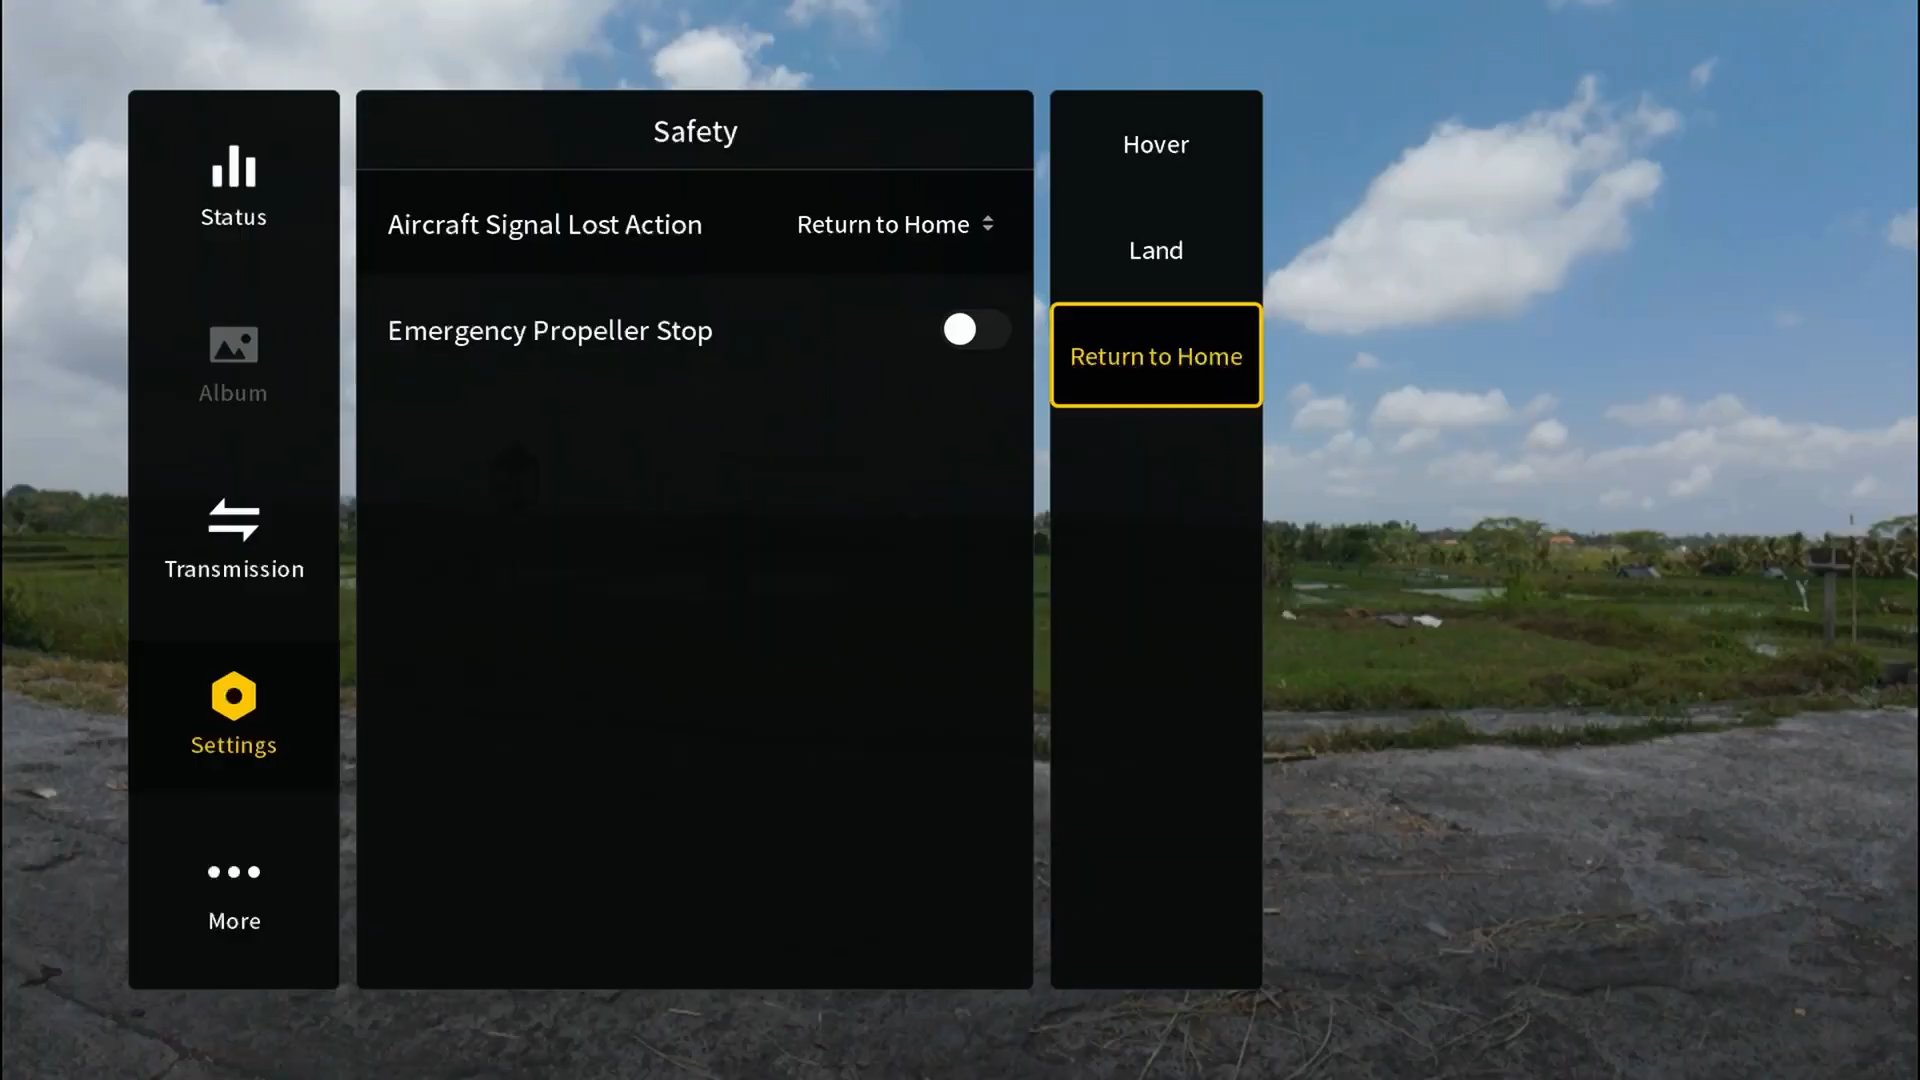 Status
Album
Transmission
Settings
More
Safety
Aircraft Signal Lost Action
Return to Home
Emergency Propeller Stop
Hover
Land
Return to Home